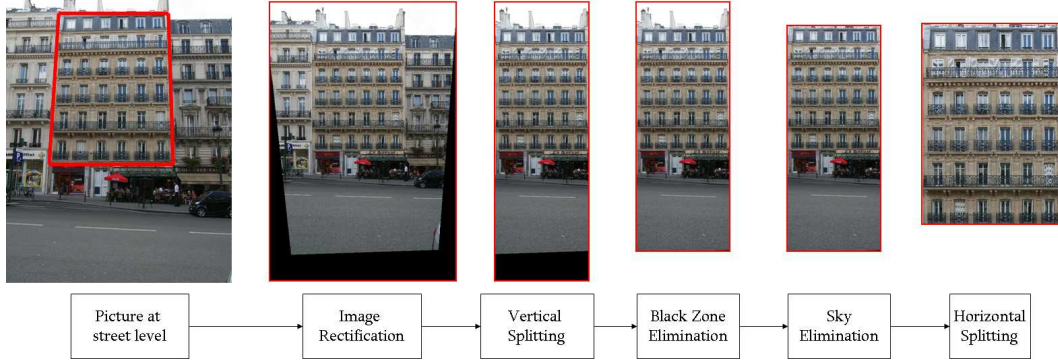 Picture at
street level
Image
Rectification
Vertical
Splitting
Black Zone
Elimination
Sky
Elimination
Horizontal
Splitting